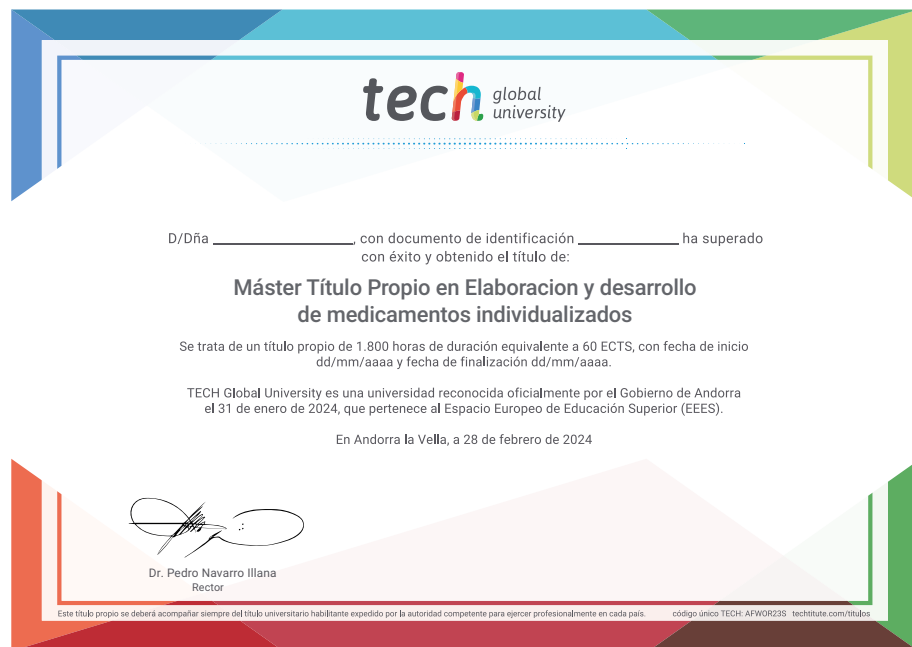 tech global university
D/Dña ____________, con documento de identificación ____________ ha superado
con éxito y obtenido el título de:
Máster Título Propio en Elaboracion y desarrollo
de medicamentos individualizados
Se trata de un título propio de 1.800 horas de duración equivalente a 60 ECTS, con fecha de inicio
dd/mm/aaaa y fecha de finalización dd/mm/aaaa.
TECH Global University es una universidad reconocida oficialmente por el Gobierno de Andorra
el 31 de enero de 2024, que pertenece al Espacio Europeo de Educación Superior (EEES).
En Andorra la Vella, a 28 de febrero de 2024
Dr. Pedro Navarro Illana
Rector
Este título propio se deberá acompañar siempre del título universitario habilitante expedido por la autoridad competente para ejercer profesionalmente en cada país. código único TECH: AFWOR23S techtitute.com/titulos